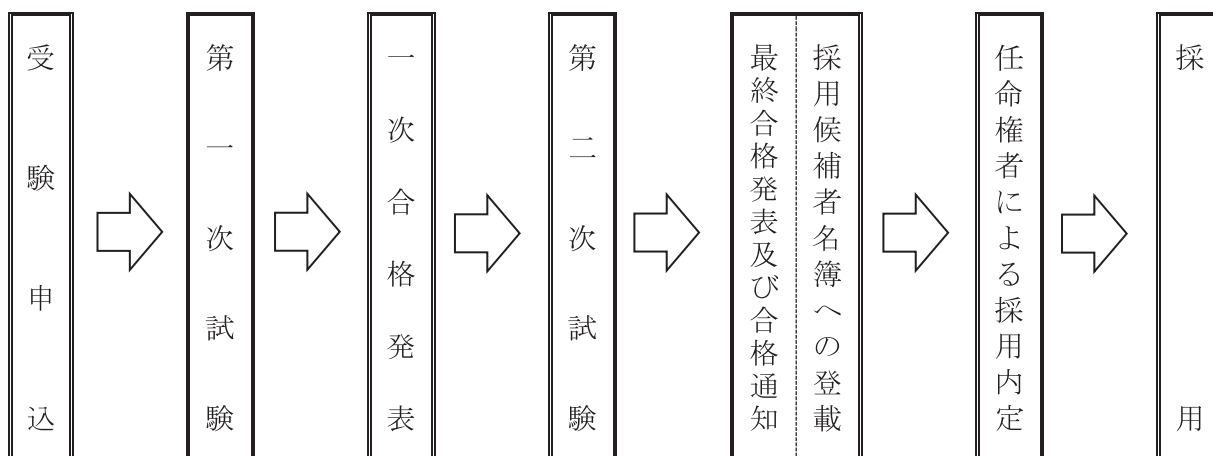 受験申込
第一次試験
一次合格発表
第二次試験
採用候補者名簿への登載
最終合格発表及び合格通知
任命権者による採用内定
採用